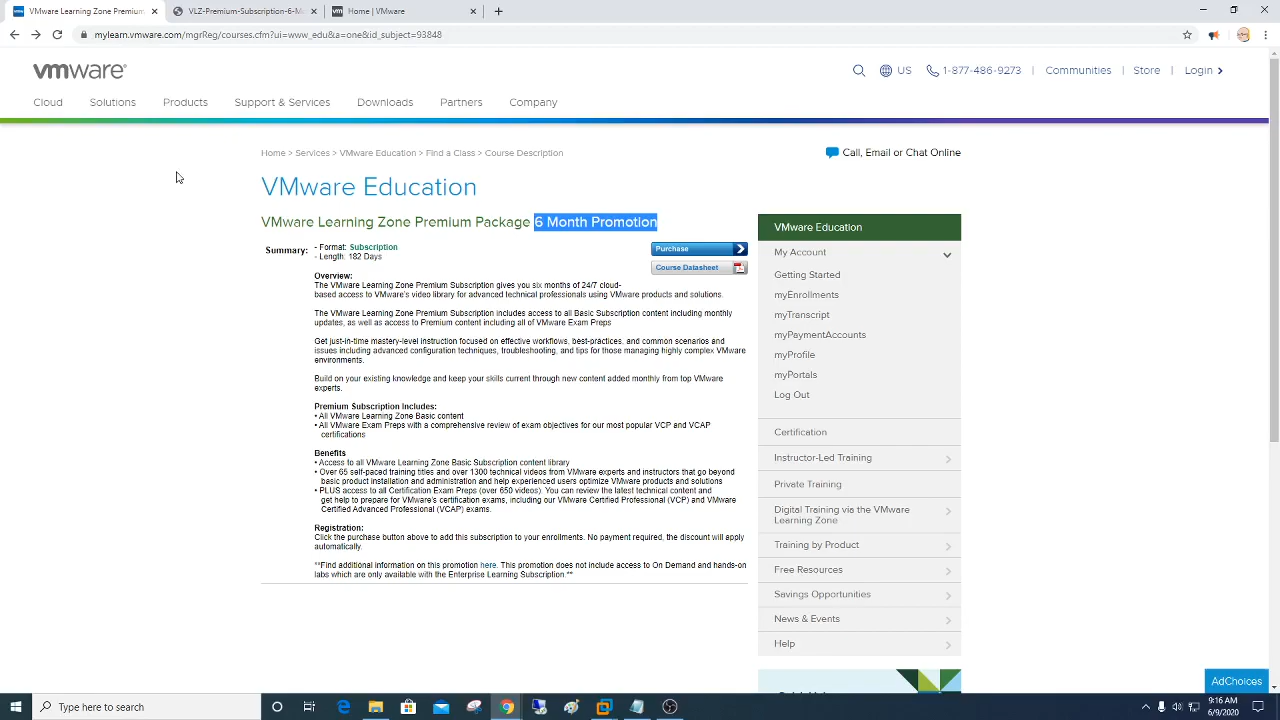 VMware Learning Zone Premium
VLZ-Premium-Subscription-6-M
Home | VMware
mylearn.vmware.com/mgrReg/courses.cfm?ui=www_edu&a=one&id_subject=93848
vmware
US
1-877-486-9273
Communities
Store
Login
Cloud
Solutions
Products
Support & Services
Downloads
Partners
Company
Home > Services > VMware Education > Find a Class > Course Description
Call, Email or Chat Online
VMware Education
VMware Learning Zone Premium Package 6 Month Promotion
Summary:
- Format: Subscription
- Length: 182 Days
Purchase
Course Datasheet
Overview:
The VMware Learning Zone Premium Subscription gives you six months of 24/7 cloud-
based access to VMware's video library for advanced technical professionals using VMware products and solutions.
The VMware Learning Zone Premium Subscription includes access to all Basic Subscription content including monthly
updates, as well as access to Premium content including all of VMware Exam Preps
Get just-in-time mastery-level instruction focused on effective workflows, best-practices, and common scenarios and
issues including advanced configuration techniques, troubleshooting, and tips for those managing highly complex VMware
environments.
Build on your existing knowledge and keep your skills current through new content added monthly from top VMware
experts.
Premium Subscription Includes:
• All VMware Learning Zone Basic content
• All VMware Exam Preps with a comprehensive review of exam objectives for our most popular VCP and VCAP
certifications
Benefits
• Access to all VMware Learning Zone Basic Subscription content library
• Over 65 self-paced training titles and over 1300 technical videos from VMware experts and instructors that go beyond
basic product installation and administration and help experienced users optimize VMware products and solutions
• PLUS access to all Certification Exam Preps (over 650 videos). You can review the latest technical content and
help to prepare for VMware's certification exams, including our VMware Certified Professional (VCP) and VMware
Certified Advanced Professional (VCAP) exams.
Registration:
Click the purchase button above to add this subscription to your enrollments. No payment required, the discount will apply
automatically.
**Find additional information on this promotion here. This promotion does not include access to On Demand and hands-on
labs which are only available with the Enterprise Learning Subscription.**
VMware Education
My Account
Getting Started
myEnrollments
myTranscript
myPaymentAccounts
myProfile
myPortals
Log Out
Certification
Instructor-Led Training
Private Training
Digital Training via the VMware
Learning Zone
Training by Product
Free Resources
Savings Opportunities
News & Events
Help
AdChoices
Type here to search
9:16 AM
6/9/2020